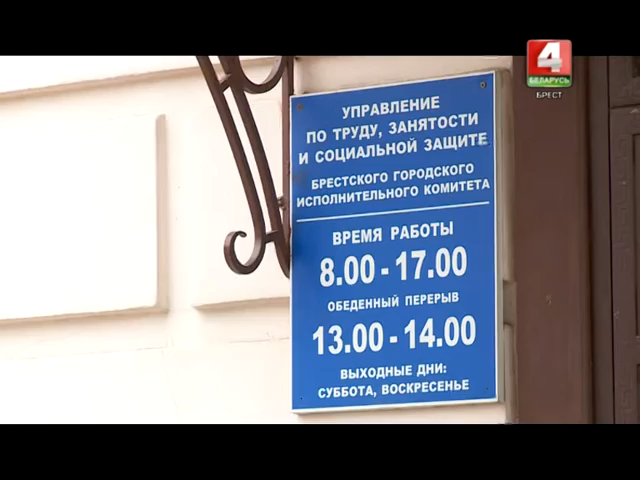 4
БЕЛАРУСЬ
БРЕСТ
УПРАВЛЕНИЕ
ПО ТРУДУ, ЗАНЯТОСТИ
И СОЦИАЛЬНОЙ ЗАЩИТЕ
БРЕСТСКОГО ГОРОДСКОГО
ИСПОЛНИТЕЛЬНОГО КОМИТЕТА
ВРЕМЯ РАБОТЫ
8.00-17.00
ОБЕДЕННЫЙ ПЕРЕРЫВ
13.00-14.00
ВЫХОДНЫЕ ДНИ:
СУББОТА, ВОСКРЕСЕНЬЕ